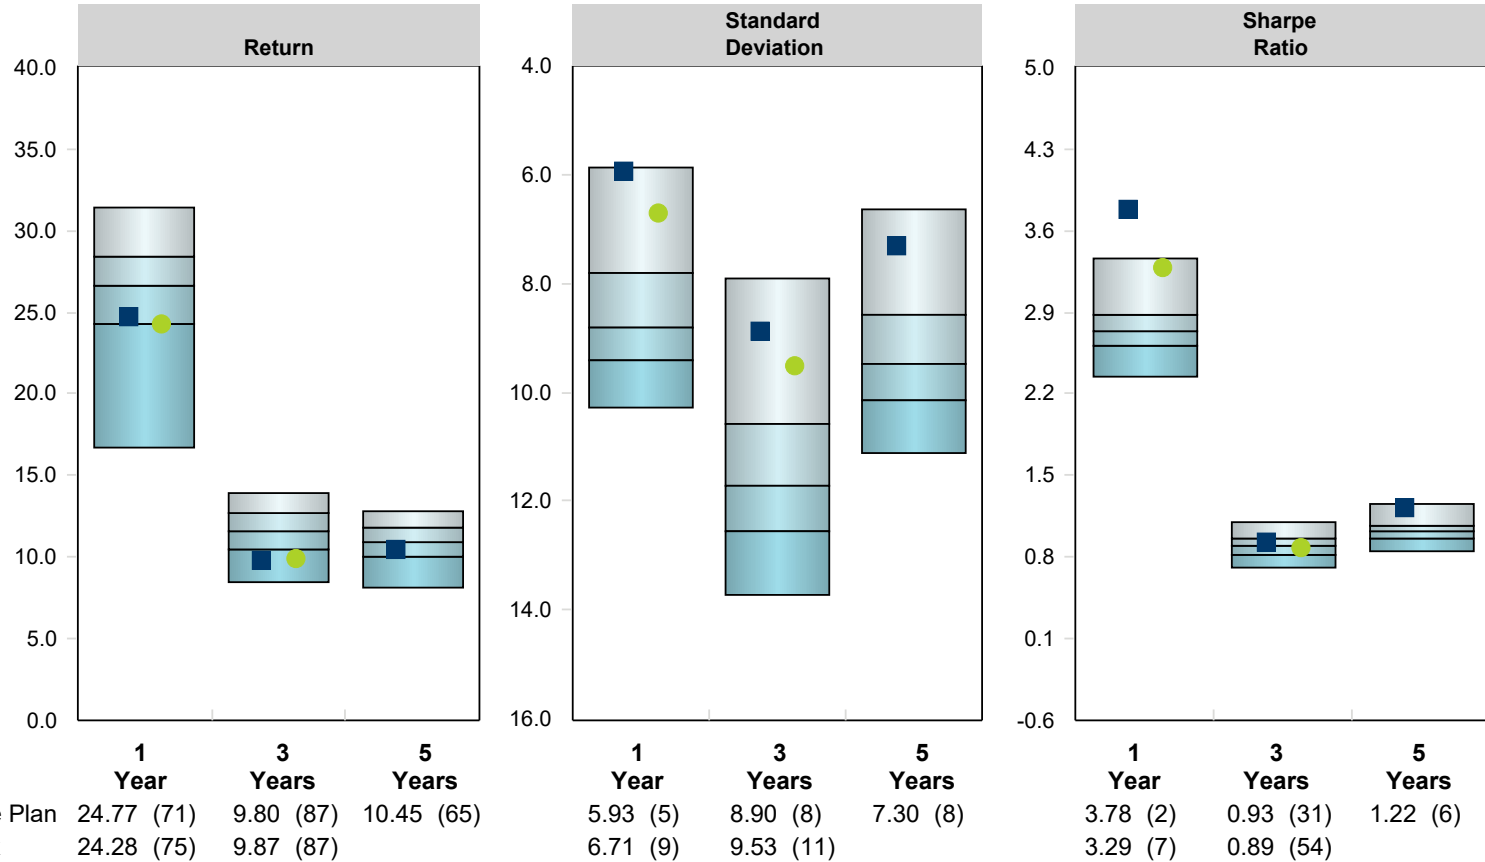 Return
Standard
Deviation
Sharpe
Ratio
40.0
35.0
30.0
25.0
20.0
15.0
10.0
5.0
0.0
4.0
6.0
8.0
10.0
12.0
14.0
16.0
5.0
4.3
3.6
2.9
2.2
1.5
0.8
0.1
-0.6
1 Year
3 Years
5 Years
1 Year
3 Years
5 Years
1 Year
3 Years
5 Years
Plan 24.77 (71) 9.80 (87) 10.45 (65) 5.93 (5) 8.90 (8) 7.30 (8) 3.78 (2) 0.93 (31) 1.22 (6)
24.28 (75) 9.87 (87) 6.71 (9) 9.53 (11) 3.29 (7) 0.89 (54)